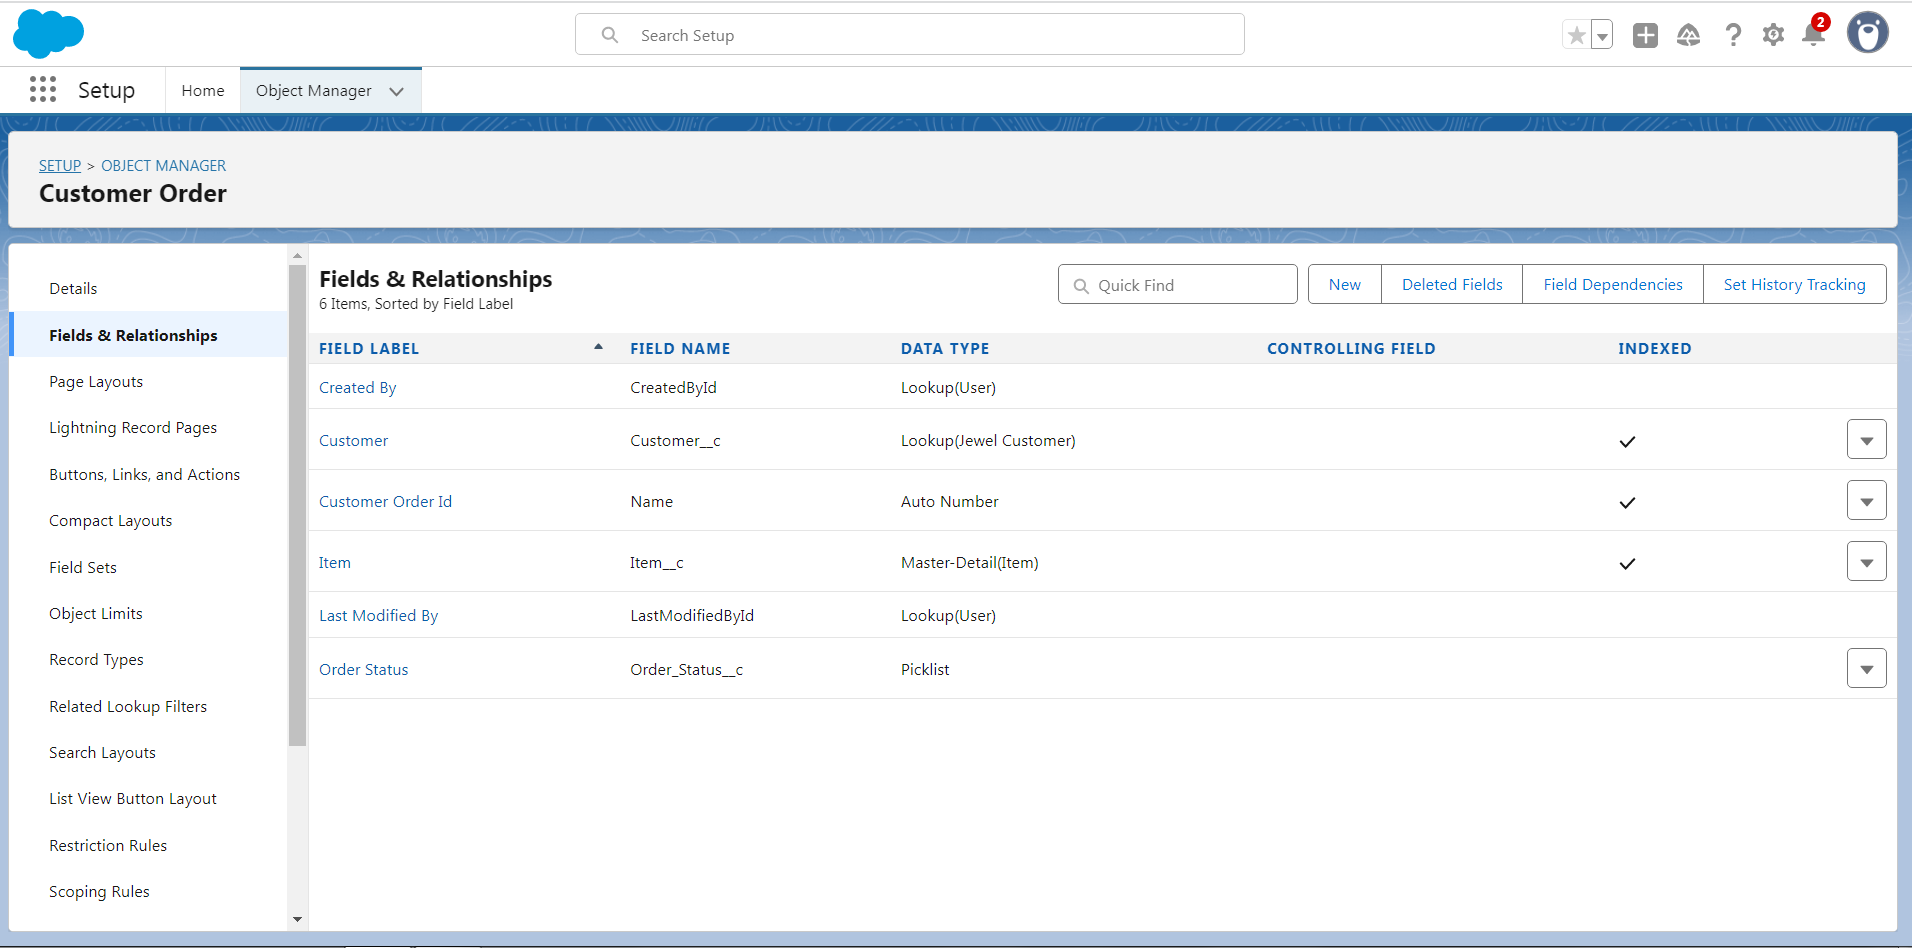 Search Setup
2
Setup
Home
Object Manager
SETUP > OBJECT MANAGER
Customer Order
Details
Fields & Relationships
Page Layouts
Lightning Record Pages
Buttons, Links, and Actions
Compact Layouts
Field Sets
Object Limits
Record Types
Related Lookup Filters
Search Layouts
List View Button Layout
Restriction Rules
Scoping Rules
Fields & Relationships
6 Items, Sorted by Field Label
Quick Find
New
Deleted Fields
Field Dependencies
Set History Tracking
FIELD LABEL FIELD NAME DATA TYPE CONTROLLING FIELD INDEXED
Created By CreatedById Lookup(User)
Customer Customer__c Lookup(Jewel Customer)
Customer Order Id Name Auto Number
Item Item__c Master-Detail(Item)
Last Modified By LastModifiedById Lookup(User)
Order Status Order_Status__c Picklist